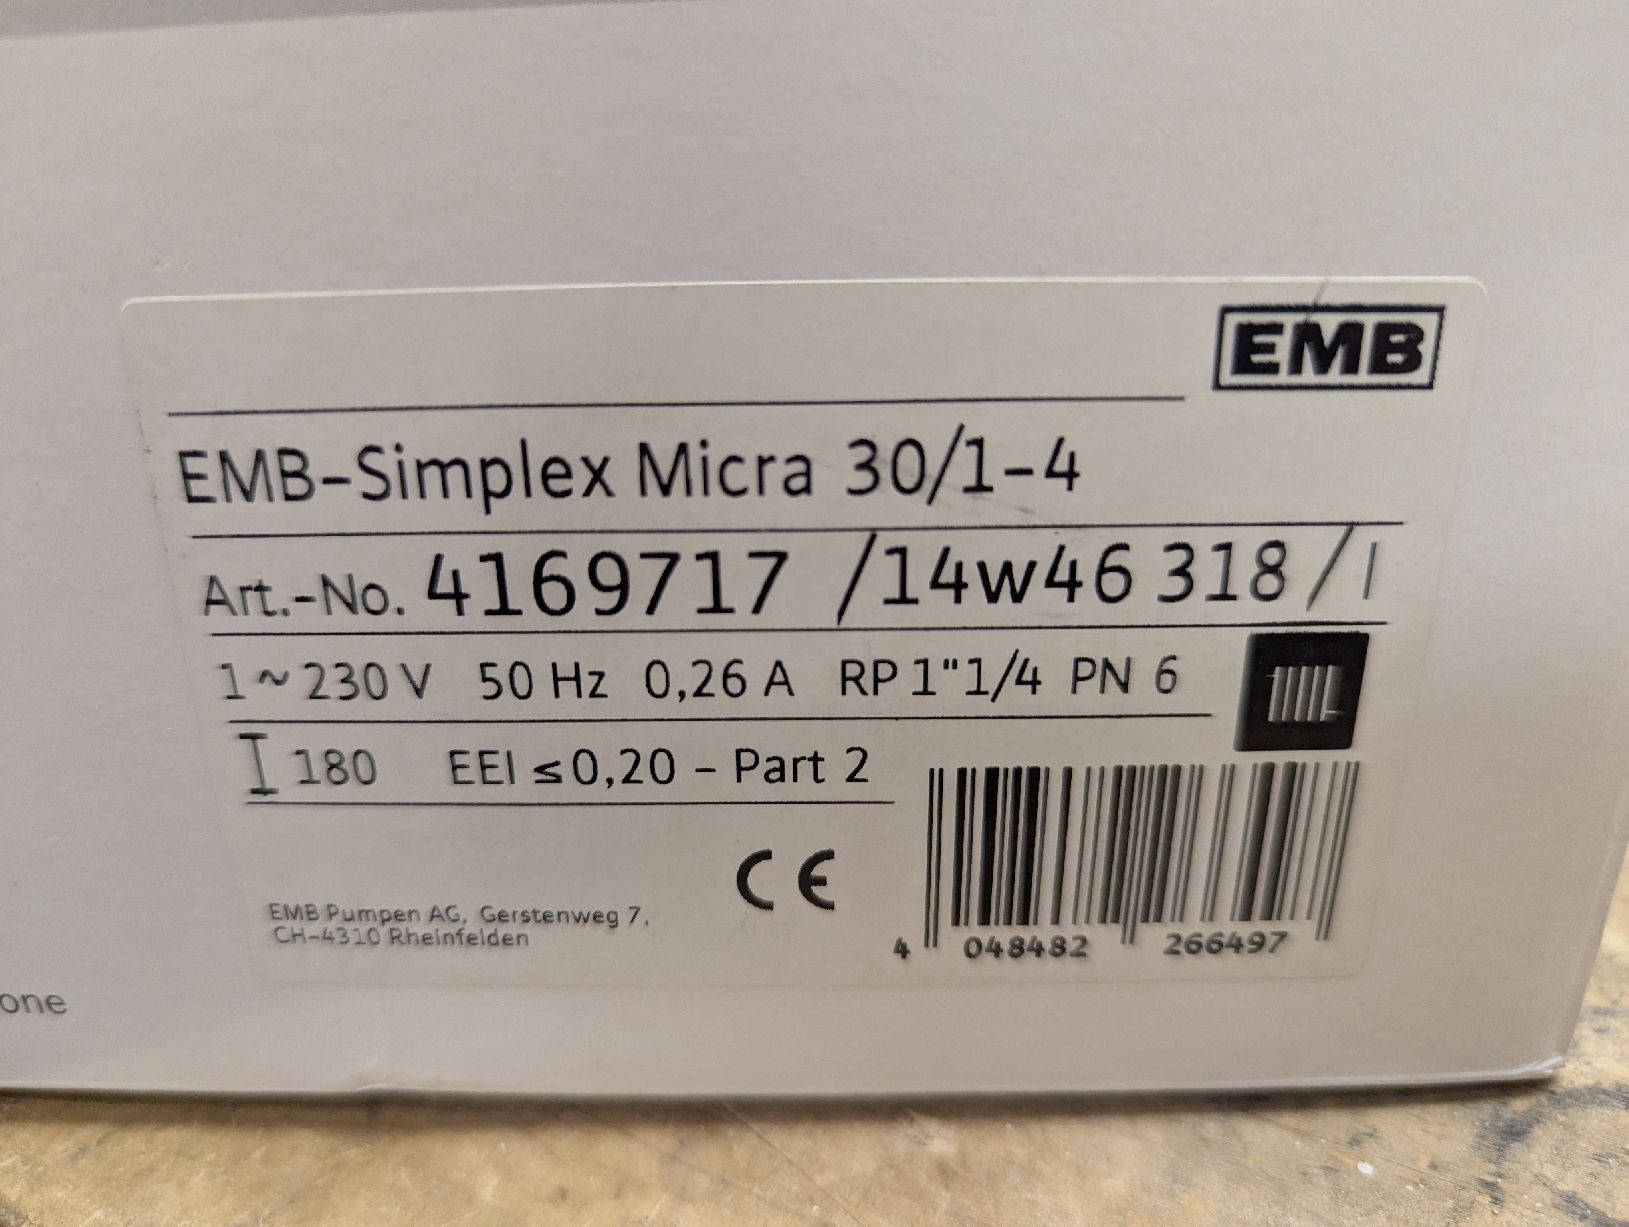 EMB
EMB-Simplex Micra 30/1-4
Art.-No. 4169717 /14w46 318/I
1~230 V 50 Hz 0,26 A RP 1"1/4 PN 6
180 EEI ≤0,20 - Part 2
CE
EMB Pumpen AG, Gerstenweg 7,
CH-4310 Rheinfelden
4 048482 266497
one